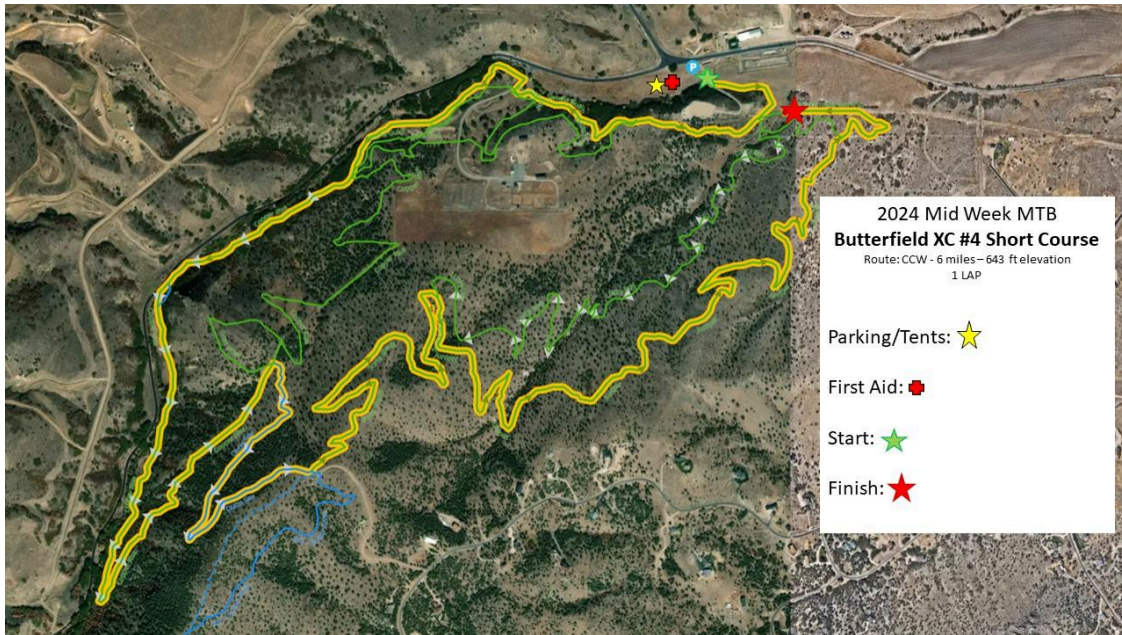 P
2024 Mid Week MTB
Butterfield XC #4 Short Course
Route: CCW - 6 miles – 643 ft elevation
1 LAP
Parking/Tents:
First Aid:
Start:
Finish: